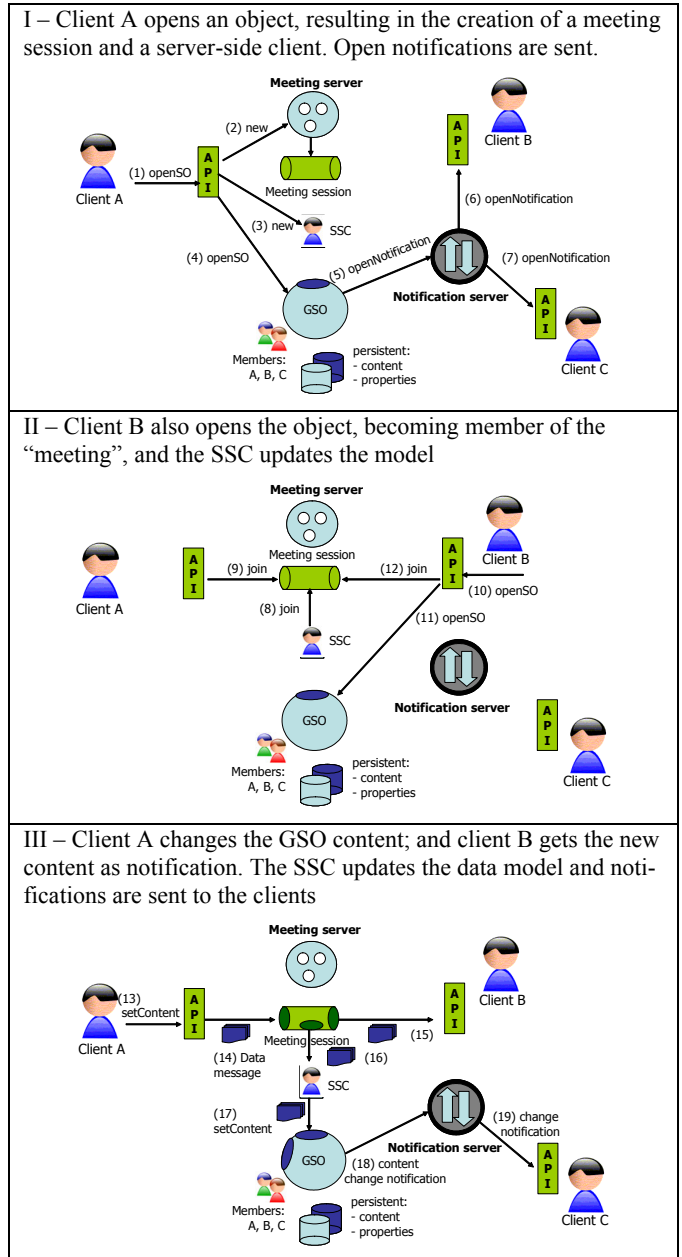 I – Client A opens an object, resulting in the creation of a meeting
session and a server-side client. Open notifications are sent.
Meeting server
(2) new
A
P
I
Client B
(1) openSO
A
P
I
Client A
Meeting session
(3) new
SSC
(6) openNotification
(4) openSO
(5) openNotification
(7) openNotification
GSO
Notification server
A
P
I
Members:
A, B, C
persistent:
- content
- properties
Client C
II – Client B also opens the object, becoming member of the
“meeting”, and the SSC updates the model
Meeting server
Client B
Meeting session
A
P
I
A
P
I
(9) join
(12) join
Client A
(10) openSO
(8) join
(11) openSO
SSC
GSO
Notification server
A
P
I
Members:
A, B, C
persistent:
- content
- properties
Client C
III – Client A changes the GSO content; and client B gets the new
content as notification. The SSC updates the data model and noti-
fications are sent to the clients
Meeting server
Client B
(13)
setContent
A
P
I
A
P
I
Client A
Meeting session
(15)
(14) Data
message
(16)
SSC
(17)
setContent
(19) change
notification
Notification server
GSO
(18) content
change notification
A
P
I
Members:
A, B, C
persistent:
- content
- properties
Client C